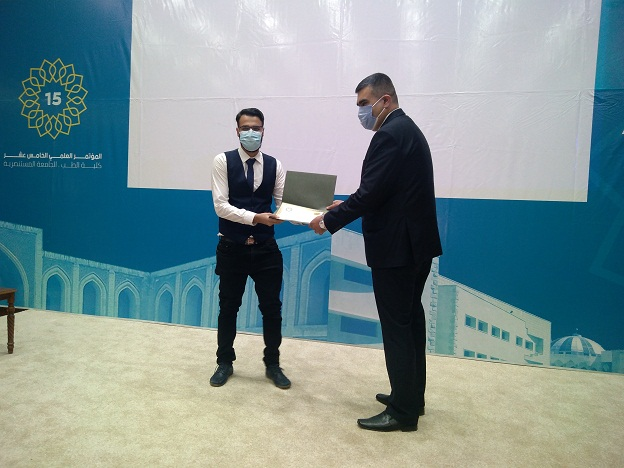 15
المؤتمر العلمي الخامس عشر
كلية الطب . الجامعة المستنصرية